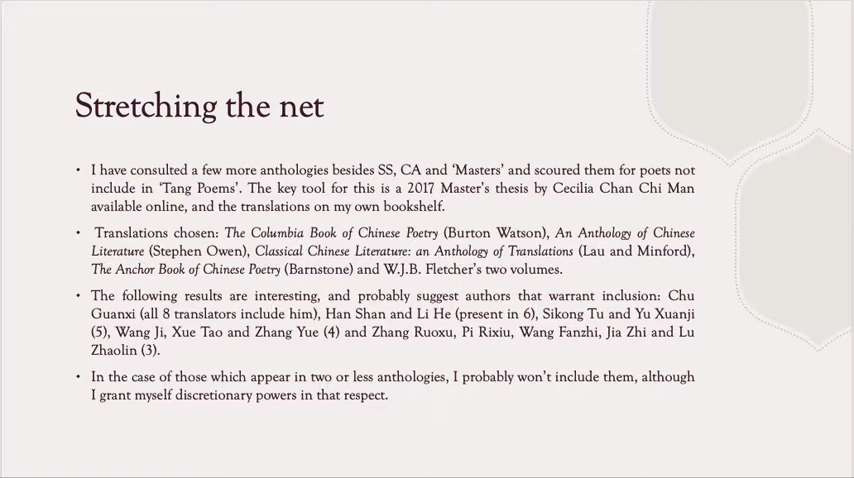 Stretching the net
• I have consulted a few more anthologies besides SS, CA and ‘Masters’ and scoured them for poets not
include in ‘Tang Poems’. The key tool for this is a 2017 Master’s thesis by Cecilia Chan Chi Man
available online, and the translations on my own bookshelf.
• Translations chosen: The Columbia Book of Chinese Poetry (Burton Watson), An Anthology of Chinese
Literature (Stephen Owen), Classical Chinese Literature: an Anthology of Translations (Lau and Minford),
The Anchor Book of Chinese Poetry (Barnstone) and W.J.B. Fletcher’s two volumes.
• The following results are interesting, and probably suggest authors that warrant inclusion: Chu
Guanxi (all 8 translators include him), Han Shan and Li He (present in 6), Sikong Tu and Yu Xuanji
(5), Wang Ji, Xue Tao and Zhang Yue (4) and Zhang Ruoxu, Pi Rixiu, Wang Fanzhi, Jia Zhi and Lu
Zhaolin (3).
• In the case of those which appear in two or less anthologies, I probably won’t include them, although
I grant myself discretionary powers in that respect.